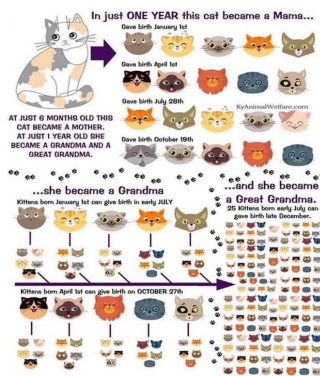 In just ONE YEAR this cat became a Mama...
Gave birth January 1st
Gave birth April 1st
Gave birth July 28th
KyAnimalWelfare.com
Gave birth October 19th
AT JUST 6 MONTHS OLD THIS
CAT BECAME A MOTHER.
AT JUST 1 YEAR OLD SHE
BECAME A GRANDMA AND A
GREAT GRANDMA.
...she became a Grandma
Kittens born January 1st can give birth in early JULY
Kittens born April 1st can give birth on OCTOBER 27th
...and she became
a Great Grandma.
25 Kittens born early July can
gave birth late December.